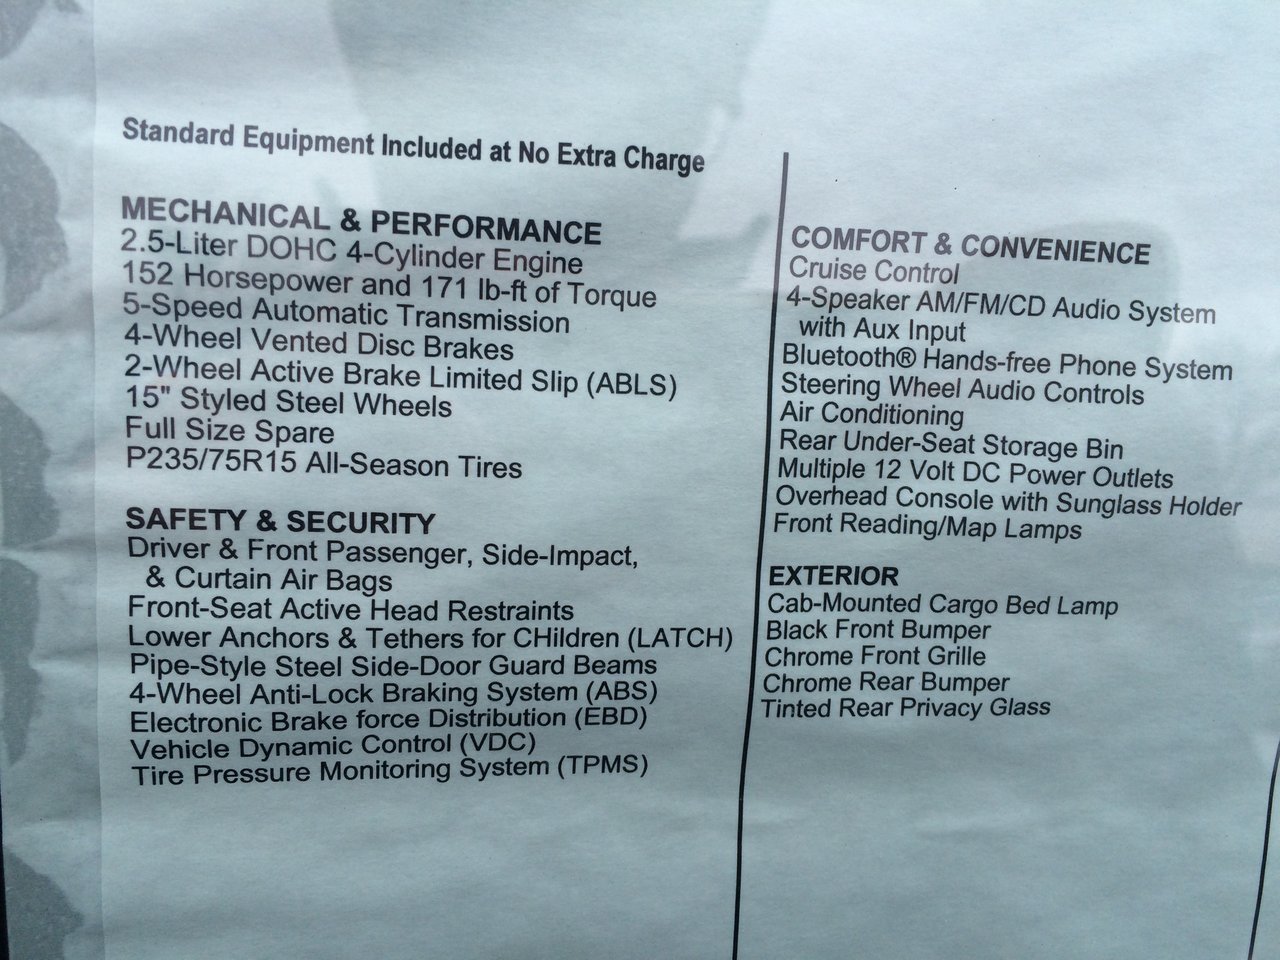 Standard Equipment Included at No Extra Charge
MECHANICAL & PERFORMANCE
2.5-Liter DOHC 4-Cylinder Engine
152 Horsepower and 171 lb-ft of Torque
5-Speed Automatic Transmission
4-Wheel Vented Disc Brakes
2-Wheel Active Brake Limited Slip (ABLS)
15" Styled Steel Wheels
Full Size Spare
P235/75R15 All-Season Tires
SAFETY & SECURITY
Driver & Front Passenger, Side-Impact,
& Curtain Air Bags
Front-Seat Active Head Restraints
Lower Anchors & Tethers for CHildren (LATCH)
Pipe-Style Steel Side-Door Guard Beams
4-Wheel Anti-Lock Braking System (ABS)
Electronic Brake force Distribution (EBD)
Vehicle Dynamic Control (VDC)
Tire Pressure Monitoring System (TPMS)
COMFORT & CONVENIENCE
Cruise Control
4-Speaker AM/FM/CD Audio System
with Aux Input
Bluetooth® Hands-free Phone System
Steering Wheel Audio Controls
Air Conditioning
Rear Under-Seat Storage Bin
Multiple 12 Volt DC Power Outlets
Overhead Console with Sunglass Holder
Front Reading/Map Lamps
EXTERIOR
Cab-Mounted Cargo Bed Lamp
Black Front Bumper
Chrome Front Grille
Chrome Rear Bumper
Tinted Rear Privacy Glass